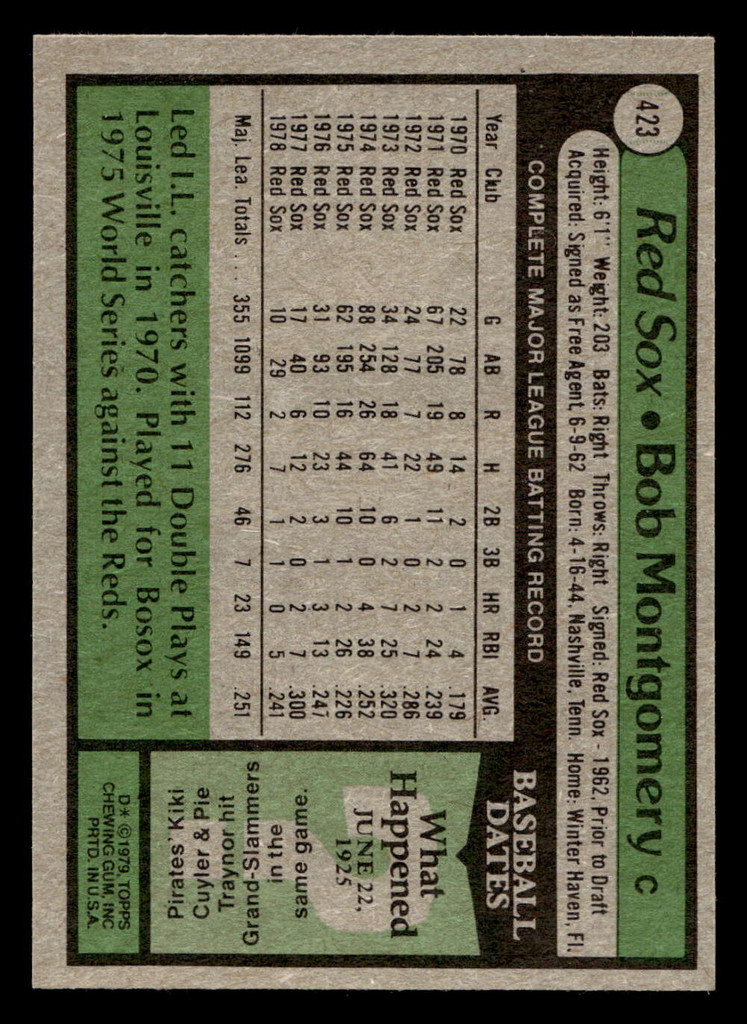 423
Red Sox • Bob Montgomery C
Height: 6'1" Weight: 203 Bats: Right Throws: Right Signed: Red Sox - 1962, Prior to Draft
Acquired: Signed as Free Agent, 6-9-62 Born: 4-16-44, Nashville, Tenn. Home: Winter Haven, Fl.
COMPLETE MAJOR LEAGUE BATTING RECORD
Year Club G AB R H 2B 3B HR RBI AVG.
1970 Red Sox 22 78 8 14 2 0 1 4 .179
1971 Red Sox 67 205 19 49 11 2 2 24 .239
1972 Red Sox 24 77 7 22 1 0 2 7 .286
1973 Red Sox 34 128 18 41 6 2 7 25 .320
1974 Red Sox 88 254 26 64 10 0 4 38 .252
1975 Red Sox 62 195 16 44 10 1 2 26 .226
1976 Red Sox 31 93 10 23 3 1 3 13 .247
1977 Red Sox 17 40 6 12 2 0 2 7 .300
1978 Red Sox 10 29 2 7 1 1 0 5 .241
Maj. Lea. Totals . . . 355 1099 112 276 46 7 23 149 .251
Led I.L. catchers with 11 Double Plays at
Louisville in 1970. Played for Bosox in
1975 World Series against the Reds.
BASEBALL
DATES
What
Happened
JUNE 22,
1925
Pirates' Kiki
Cuyler & Pie
Traynor hit
Grand-Slammers
in the
same game.
D* © 1979, TOPPS
CHEWING GUM, INC
PRTD. IN U.S.A.